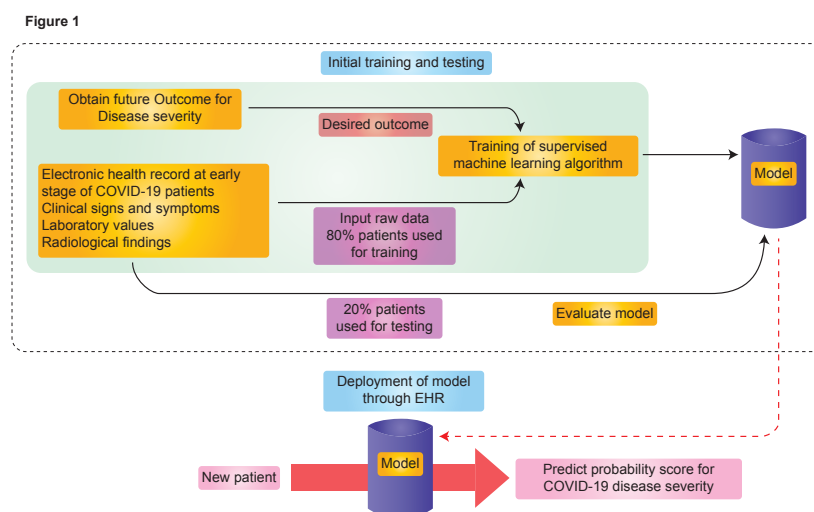 Figure 1
Initial training and testing
Obtain future Outcome for
Disease severity
Desired outcome
Training of supervised
machine learning algorithm
Model
Electronic health record at early
stage of COVID-19 patients
Clinical signs and symptoms
Laboratory values
Radiological findings
Input raw data
80% patients used
for training
20% patients
used for testing
Evaluate model
Deployment of model
through EHR
New patient
Model
Predict probability score for
COVID-19 disease severity